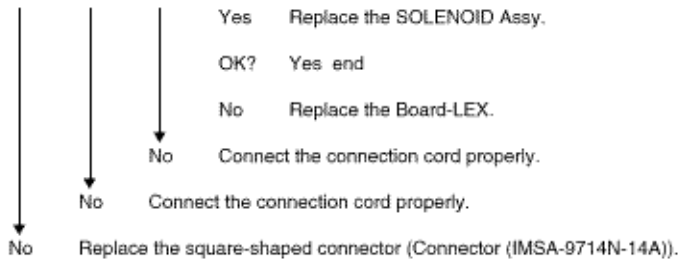 Yes Replace the SOLENOID Assy.
OK? Yes end
No Replace the Board-LEX.
No Connect the connection cord properly.
No Connect the connection cord properly.
No Replace the square-shaped connector (Connector (IMSA-9714N-14A)).